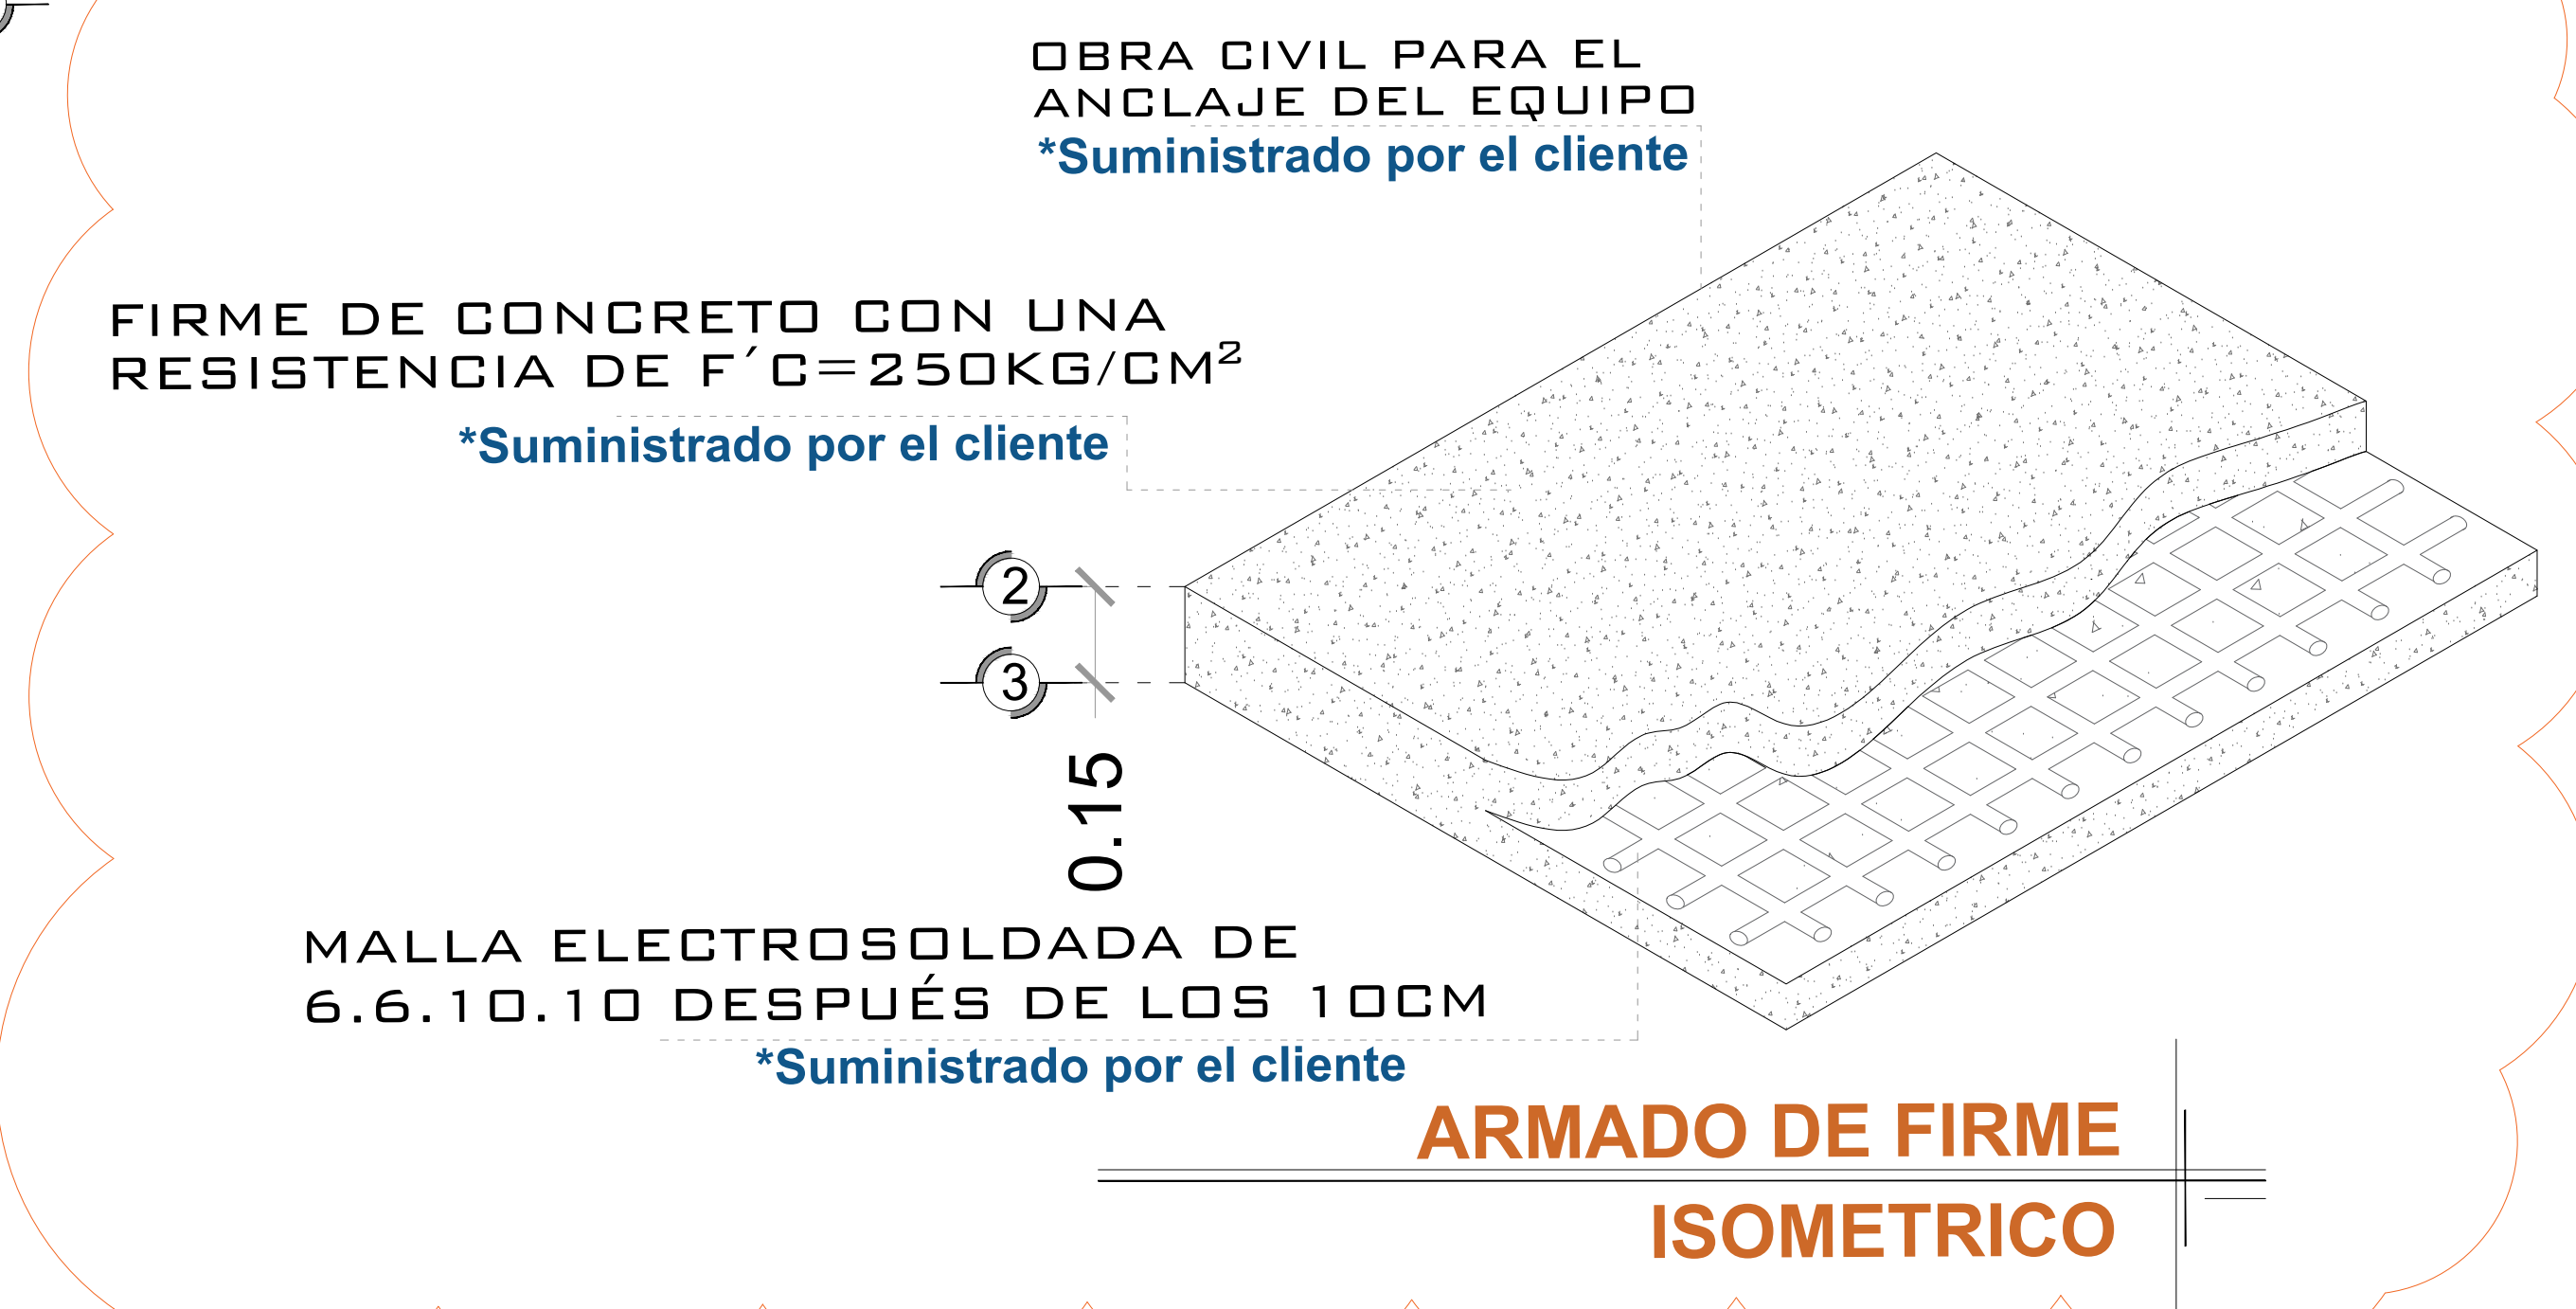 OBRA CIVIL PARA EL
ANCLAJE DEL EQUIPO
*Suministrado por el cliente
FIRME DE CONCRETO CON UNA
RESISTENCIA DE F´C=250KG/CM²
*Suministrado por el cliente
2
3
0.15
MALLA ELECTROSOLDADA DE
6.6.10.10 DESPUÉS DE LOS 10CM
*Suministrado por el cliente
ARMADO DE FIRME
ISOMETRICO